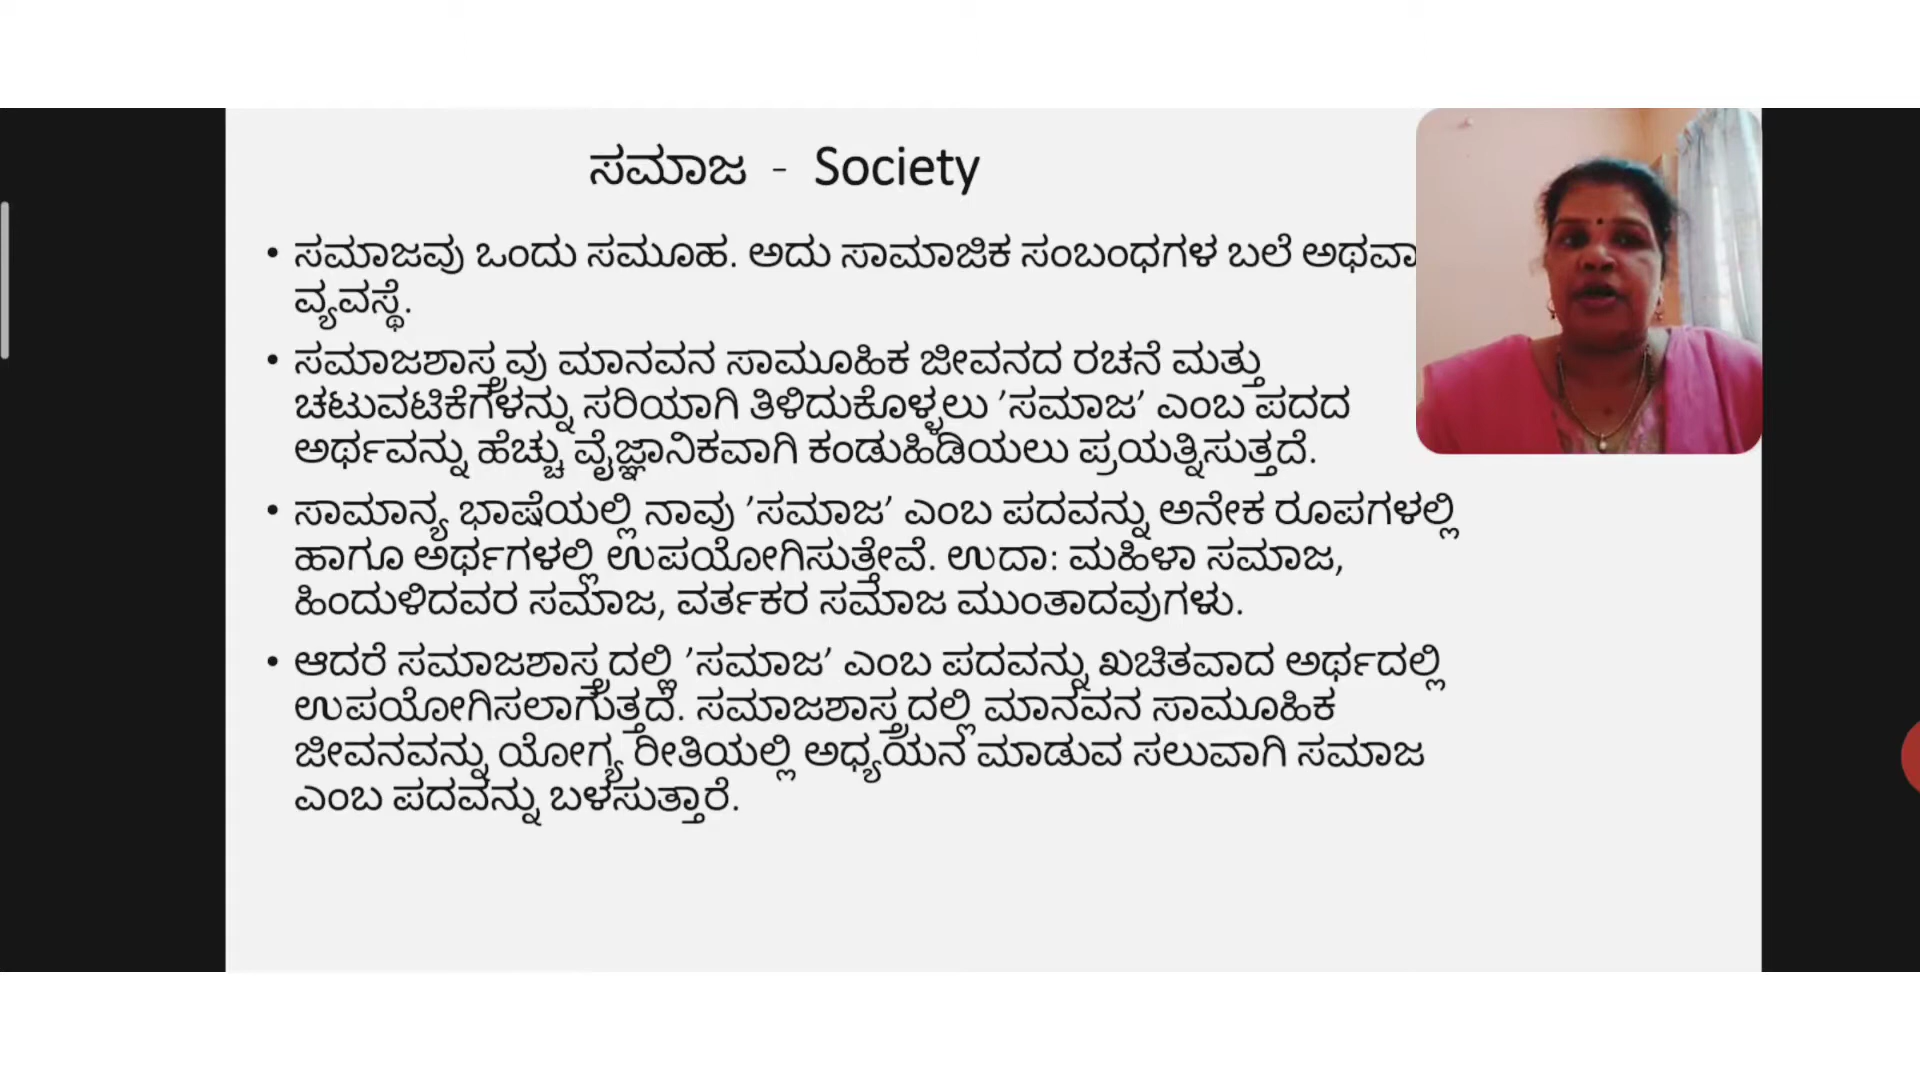 ಸಮಾಜ - Society
• ಸಮಾಜವು ಒಂದು ಸಮೂಹ. ಅದು ಸಾಮಾಜಿಕ ಸಂಬಂಧಗಳ ಬಲೆ ಅಥವಾ
ವ್ಯವಸ್ಥೆ.
• ಸಮಾಜಶಾಸ್ತ್ರವು ಮಾನವನ ಸಾಮೂಹಿಕ ಜೀವನದ ರಚನೆ ಮತ್ತು
ಚಟುವಟಿಕೆಗಳನ್ನು ಸರಿಯಾಗಿ ತಿಳಿದುಕೊಳ್ಳಲು ’ಸಮಾಜ’ ಎಂಬ ಪದದ
ಅರ್ಥವನ್ನು ಹೆಚ್ಚು ವೈಜ್ಞಾನಿಕವಾಗಿ ಕಂಡುಹಿಡಿಯಲು ಪ್ರಯತ್ನಿಸುತ್ತದೆ.
• ಸಾಮಾನ್ಯ ಭಾಷೆಯಲ್ಲಿ ನಾವು ’ಸಮಾಜ’ ಎಂಬ ಪದವನ್ನು ಅನೇಕ ರೂಪಗಳಲ್ಲಿ
ಹಾಗೂ ಅರ್ಥಗಳಲ್ಲಿ ಉಪಯೋಗಿಸುತ್ತೇವೆ. ಉದಾ: ಮಹಿಳಾ ಸಮಾಜ,
ಹಿಂದುಳಿದವರ ಸಮಾಜ, ವರ್ತಕರ ಸಮಾಜ ಮುಂತಾದವುಗಳು.
• ಆದರೆ ಸಮಾಜಶಾಸ್ತ್ರದಲ್ಲಿ ’ಸಮಾಜ’ ಎಂಬ ಪದವನ್ನು ಖಚಿತವಾದ ಅರ್ಥದಲ್ಲಿ
ಉಪಯೋಗಿಸಲಾಗುತ್ತದೆ. ಸಮಾಜಶಾಸ್ತ್ರದಲ್ಲಿ ಮಾನವನ ಸಾಮೂಹಿಕ
ಜೀವನವನ್ನು ಯೋಗ್ಯ ರೀತಿಯಲ್ಲಿ ಅಧ್ಯಯನ ಮಾಡುವ ಸಲುವಾಗಿ ಸಮಾಜ
ಎಂಬ ಪದವನ್ನು ಬಳಸುತ್ತಾರೆ.